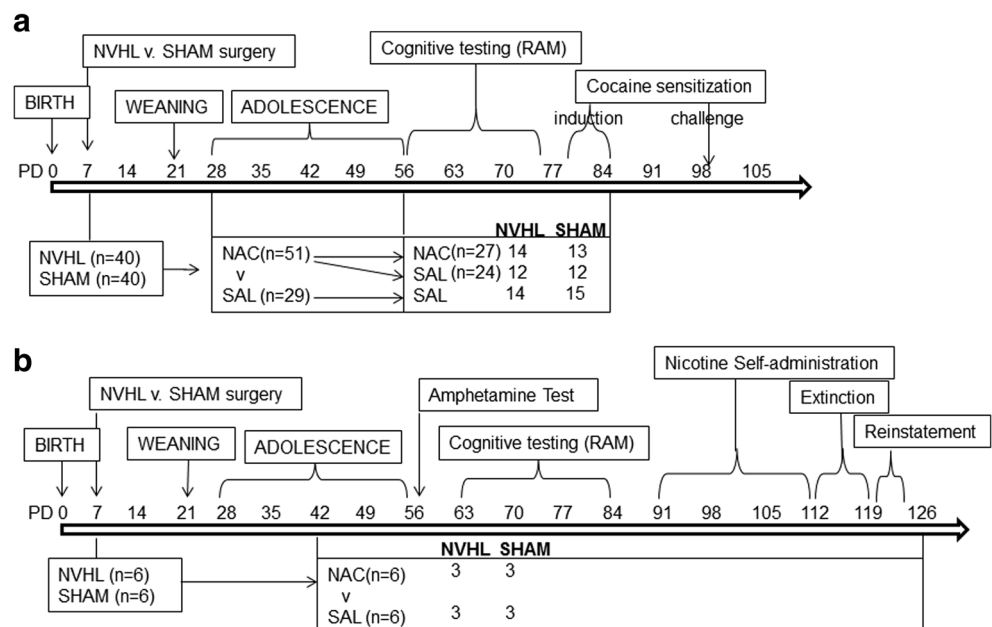 a
NVHL v. SHAM surgery
Cognitive testing (RAM)
BIRTH
WEANING
ADOLESCENCE
Cocaine sensitization
induction challenge
PD 0 7 14 21 28 35 42 49 56 63 70 77 84 91 98 105
NVHL SHAM
NVHL (n=40)
SHAM (n=40)
NAC(n=51) NAC(n=27) 14 13
v SAL (n=24) 12 12
SAL (n=29) SAL 14 15
b
NVHL v. SHAM surgery
Amphetamine Test
Nicotine Self-administration
Extinction
BIRTH
WEANING
ADOLESCENCE
Cognitive testing (RAM)
Reinstatement
PD 0 7 14 21 28 35 42 49 56 63 70 77 84 91 98 105 112 119 126
NVHL SHAM
NVHL (n=6)
SHAM (n=6)
NAC(n=6) 3 3
v
SAL (n=6) 3 3